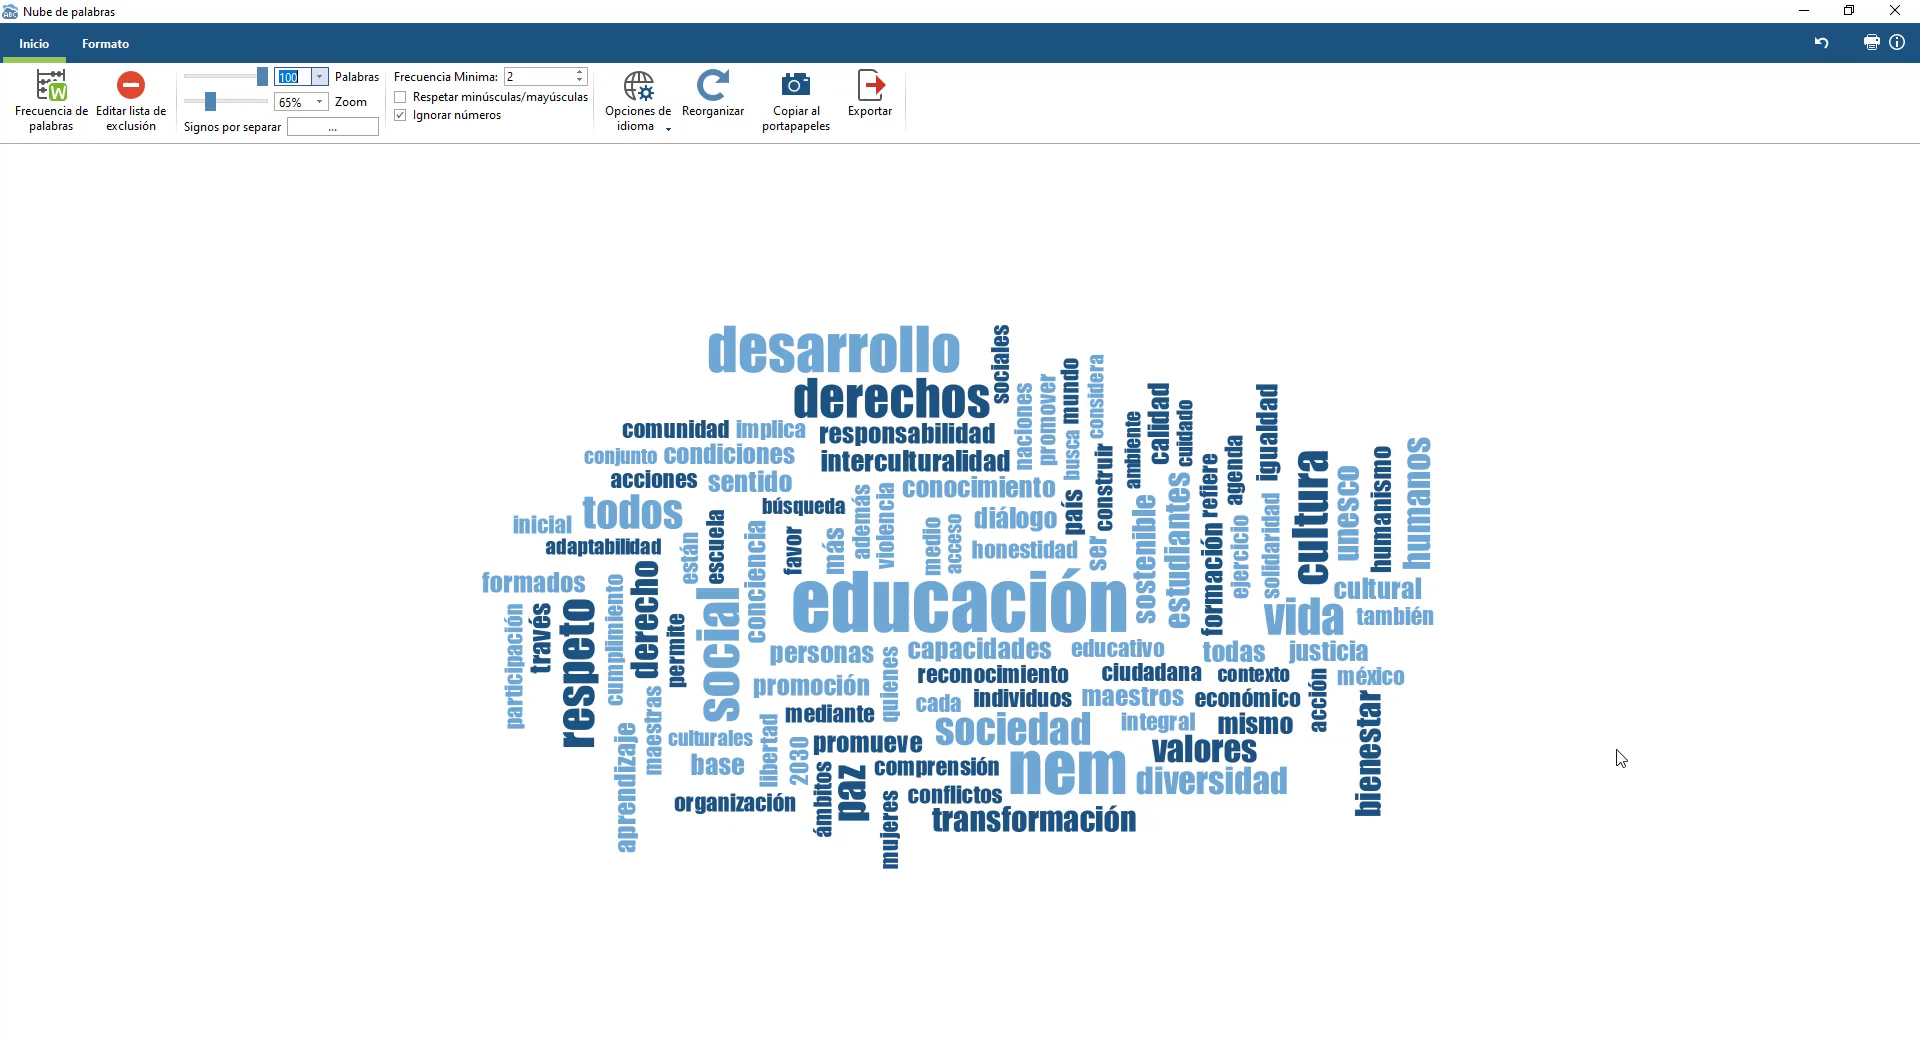 Nube de palabras
Inicio Formato
Frecuencia de palabras
Editar lista de exclusión
100 Palabras
65% Zoom
Signos por separar ...
Frecuencia Minima: 2
Respetar minúsculas/mayúsculas
Ignorar números
Opciones de idioma
Reorganizar
Copiar al portapapeles
Exportar
desarrollo
sociales
derechos
mundo
considera
naciones
promover
comunidad implica
responsabilidad
busca
ambiente
calidad
cuidado
igualdad
conjunto condiciones
interculturalidad
construir
refiere
agenda
cultura
unesco
humanismo
humanos
acciones sentido
conocimiento
país
todos
búsqueda
además
violencia
diálogo
sostenible
estudiantes
solidaridad
inicial
escuela
conciencia
favor
más
medio
acceso
ser
formación
ejercicio
adaptabilidad
están
honestidad
formados
cumplimiento
derecho
social
educación
vida
cultural
también
participación
través
respeto
permite
personas
quienes
capacidades
educativo
todas
justicia
reconocimiento
ciudadana
contexto
acción
méxico
maestras
promoción
cada
individuos
maestros
económico
mediante
sociedad
integral
mismo
bienestar
aprendizaje
culturales
libertad
2030
promueve
valores
base
ámbitos
paz
comprensión
nem
diversidad
organización
mujeres
conflictos
transformación